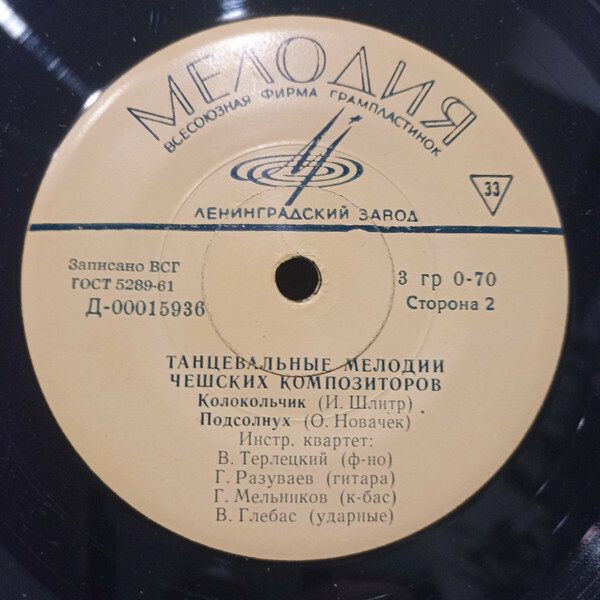 МЕЛОДИЯ
ВСЕСОЮЗНАЯ ФИРМА ГРАМПЛАСТИНОК
33
ЛЕНИНГРАДСКИЙ ЗАВОД
Записано ВСГ
ГОСТ 5289-61
Д-00015936
3 гр 0-70
Сторона 2
ТАНЦЕВАЛЬНЫЕ МЕЛОДИИ
ЧЕШСКИХ КОМПОЗИТОРОВ
Колокольчик (И. Шлитр)
Подсолнух (О. Новачек)
Инстр. квартет:
В. Терлецкий (ф-но)
Г. Разуваев (гитара)
Г. Мельников (к-бас)
В. Глебас (ударные)